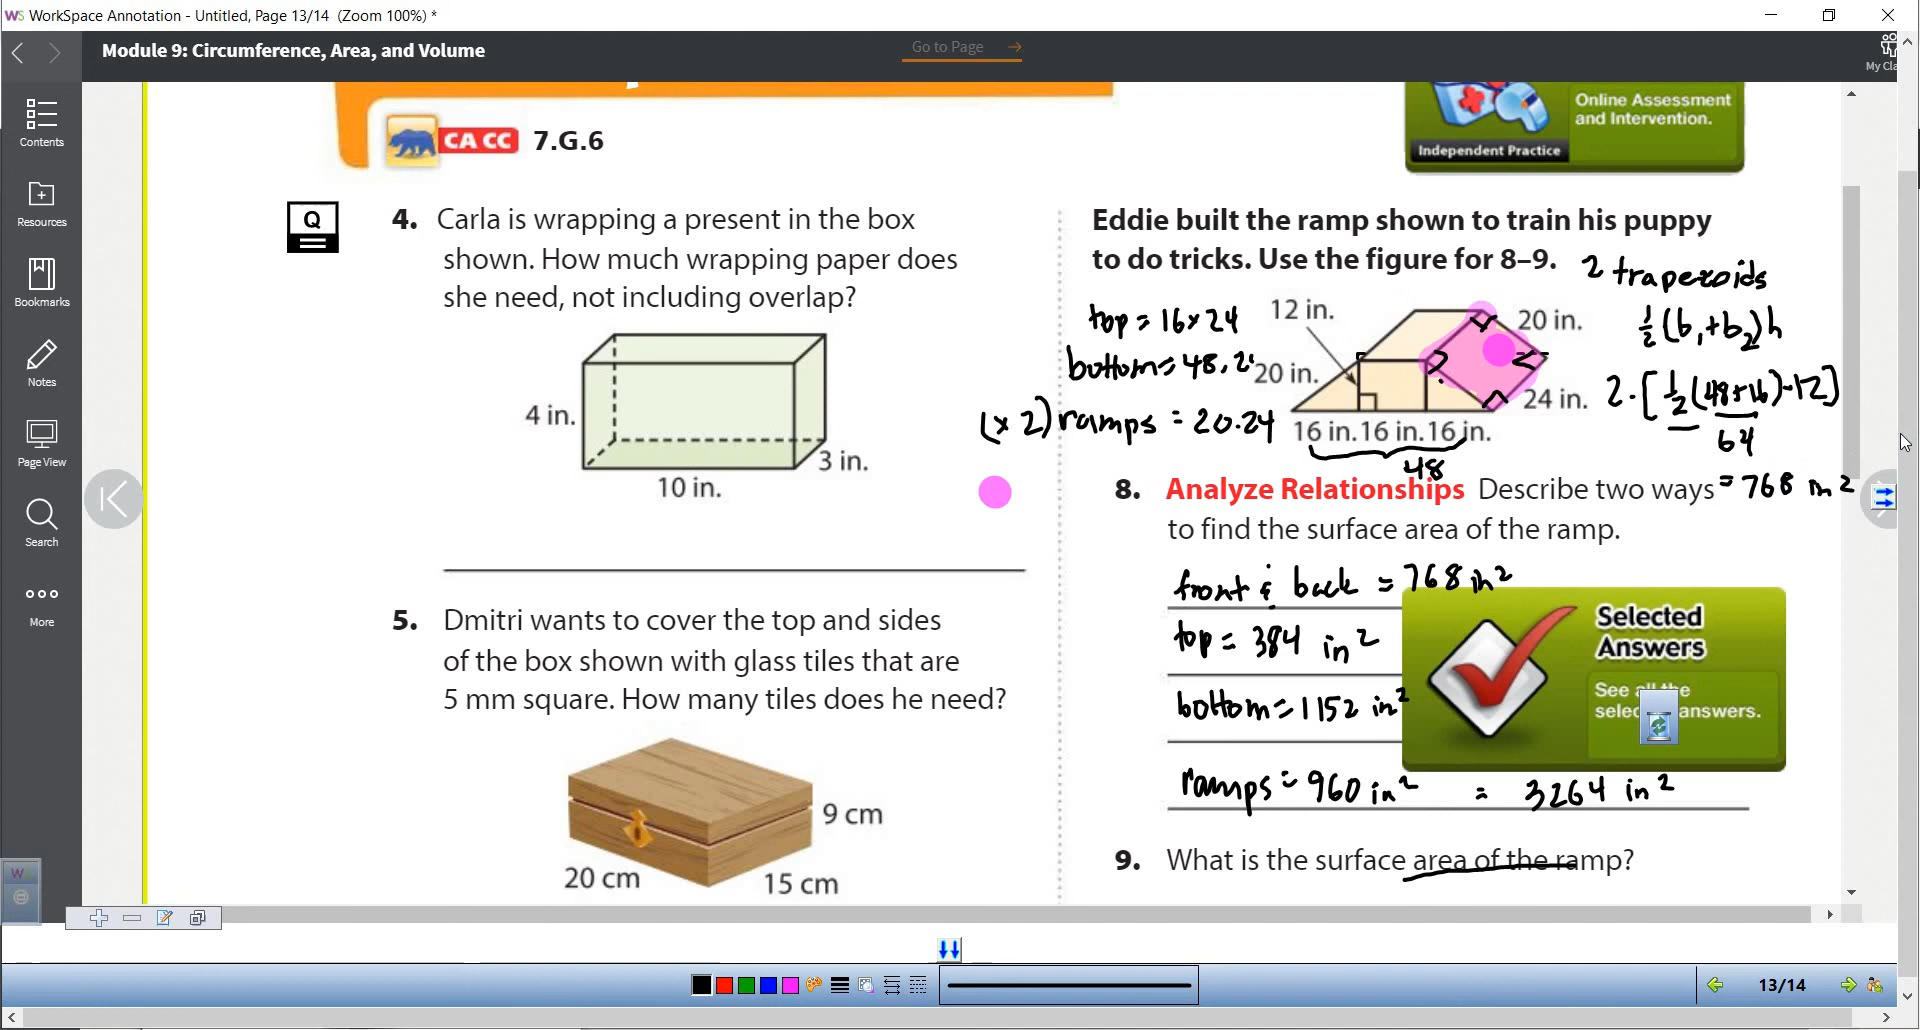 WS WorkSpace Annotation - Untitled, Page 13/14 (Zoom 100%) *
Module 9: Circumference, Area, and Volume
Go to Page →
Contents
Resources
Bookmarks
Notes
Page View
Search
More
CA CC 7.G.6
Online Assessment
and Intervention.
Independent Practice
Q
4. Carla is wrapping a present in the box
shown. How much wrapping paper does
she need, not including overlap?
4 in.
3 in.
10 in.
5. Dmitri wants to cover the top and sides
of the box shown with glass tiles that are
5 mm square. How many tiles does he need?
9 cm
20 cm
15 cm
Eddie built the ramp shown to train his puppy
to do tricks. Use the figure for 8–9.
2 trapezoids
½(b₁+b₂)h
2·[½(48+16)·12]
64
= 768 in²
top = 16×24
bottom = 48·2
(×2) ramps = 20·24
12 in.
20 in.
20 in.
24 in.
16 in. 16 in. 16 in.
48
8. Analyze Relationships Describe two ways
to find the surface area of the ramp.
front & back = 768 in²
top = 384 in²
bottom = 1152 in²
ramps = 960 in² = 3264 in²
Selected
Answers
See all the
answers.
9. What is the surface area of the ramp?
WS
13/14